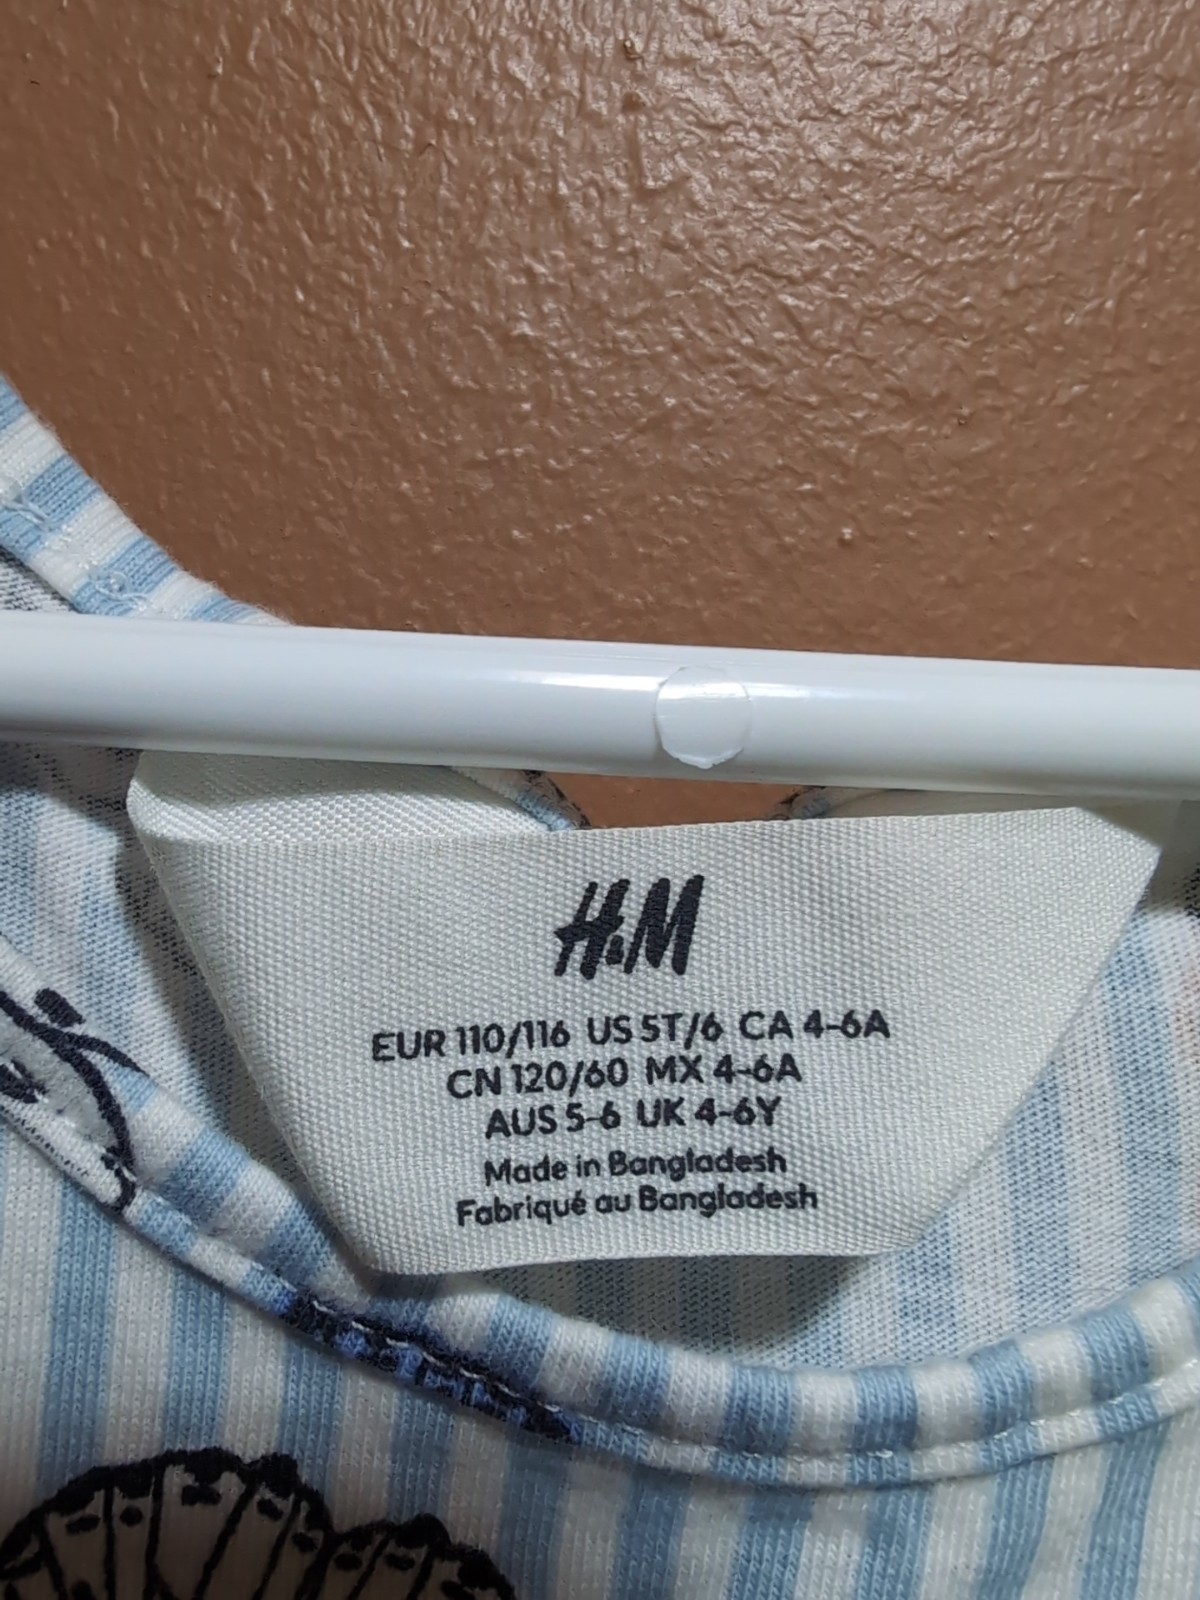 H&M
EUR 110/116 US 5T/6 CA 4-6A
CN 120/60 MX 4-6A
AUS 5-6 UK 4-6Y
Made in Bangladesh
Fabriqué au Bangladesh